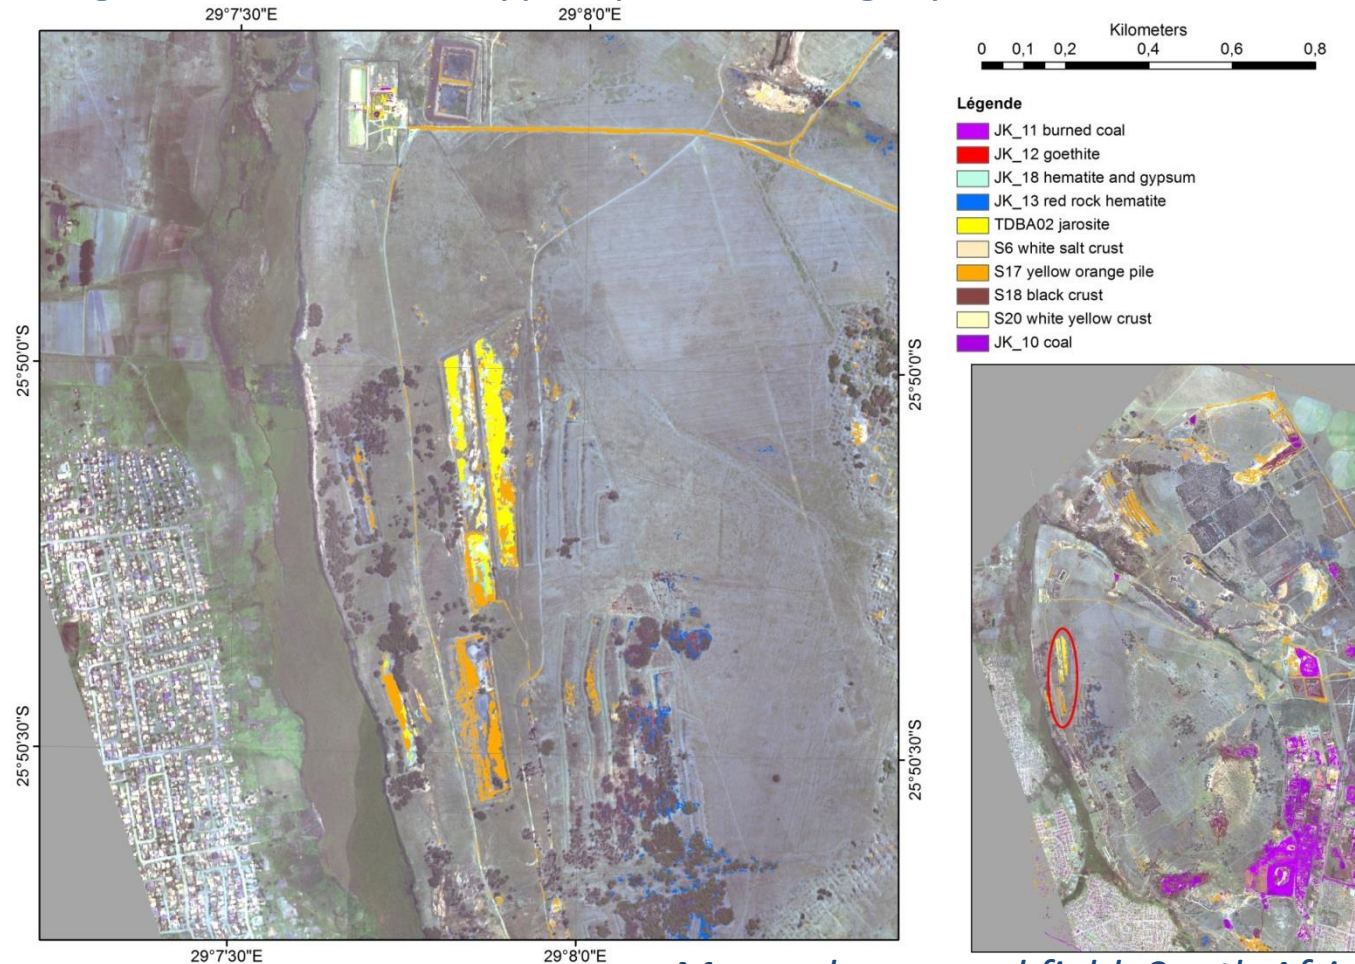 29°7'30"E
29°8'0"E
25°50'0"S
25°50'0"S
25°50'30"S
25°50'30"S
29°7'30"E
29°8'0"E
Kilometers
0 0,1 0,2 0,4 0,6 0,8
Légende
JK_11 burned coal
JK_12 goethite
JK_18 hematite and gypsum
JK_13 red rock hematite
TDBA02 jarosite
S6 white salt crust
S17 yellow orange pile
S18 black crust
S20 white yellow crust
JK_10 coal